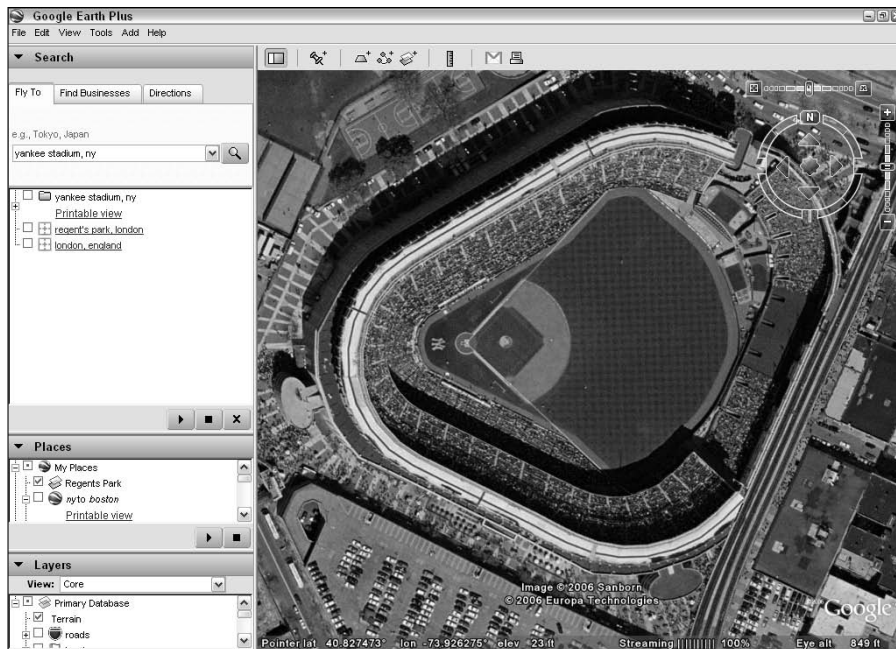 Google Earth Plus
File Edit View Tools Add Help
Search
Fly To Find Businesses Directions
e.g., Tokyo, Japan
yankee stadium, ny
yankee stadium, ny
Printable view
regent's park, london
london, england
Places
My Places
Regents Park
ny to boston
Printable view
Layers
View: Core
Primary Database
Terrain
roads
N
NY
Image © 2006 Sanborn
© 2006 Europa Technologies
Google
Pointer lat 40.827473° lon -73.926275° elev 23 ft Streaming |||||||||| 100% Eye alt 849 ft